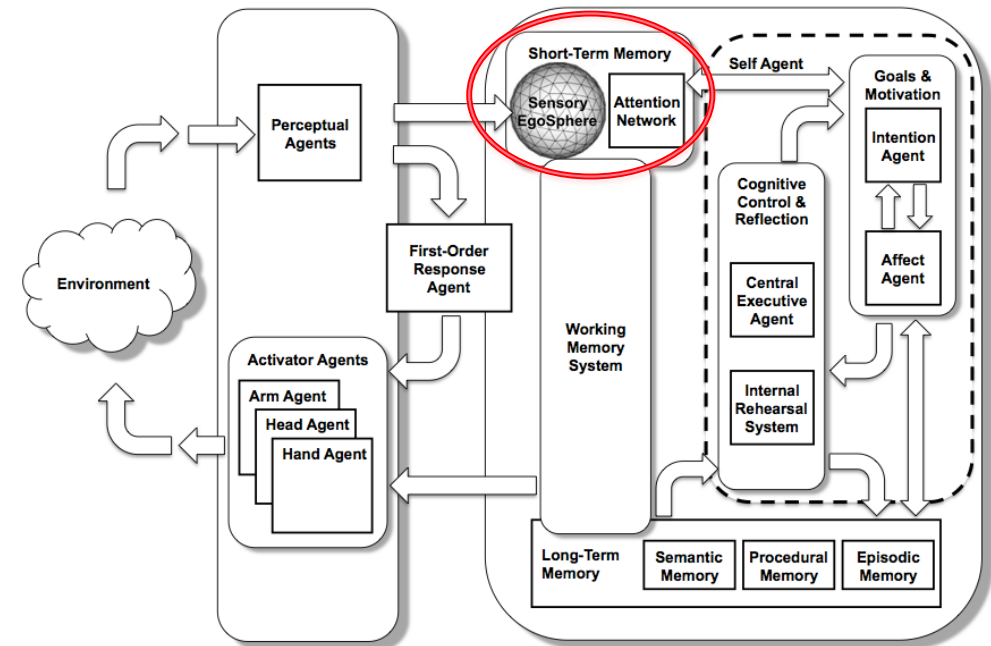 Short-Term Memory
Sensory
EgoSphere
Attention
Network
Self Agent
Goals &
Motivation
Intention
Agent
Affect
Agent
Perceptual
Agents
Cognitive
Control &
Reflection
Central
Executive
Agent
Internal
Rehearsal
System
First-Order
Response
Agent
Environment
Working
Memory
System
Activator Agents
Arm Agent
Head Agent
Hand Agent
Long-Term
Memory
Semantic
Memory
Procedural
Memory
Episodic
Memory